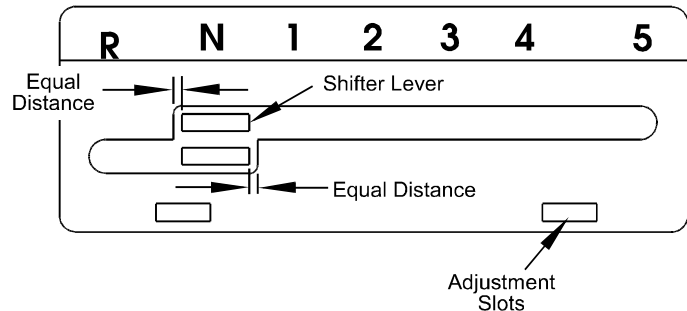 R N 1 2 3 4 5
Equal
Distance
Shifter Lever
Equal Distance
Adjustment
Slots